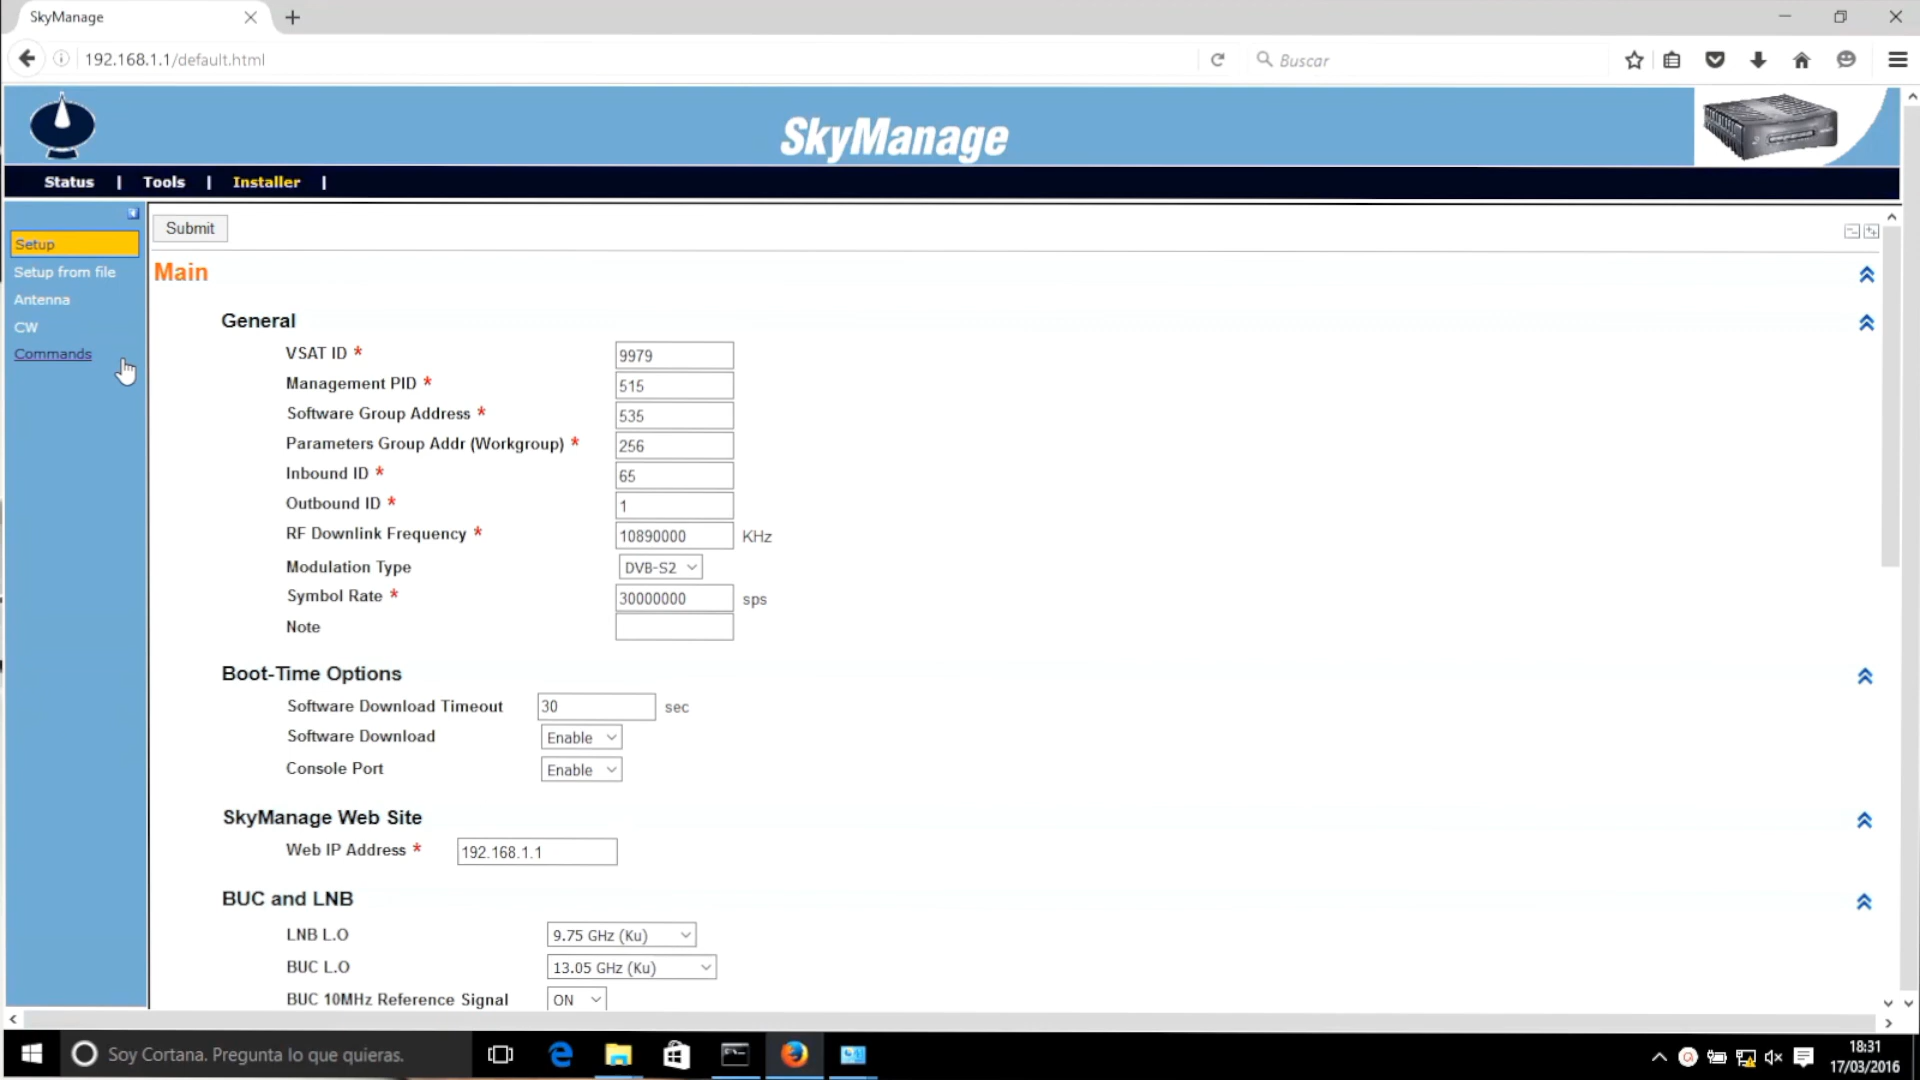 SkyManage
192.168.1.1/default.html
Buscar
SkyManage
Status | Tools | Installer |
Setup
Setup from file
Antenna
CW
Commands
Submit
Main
General
VSAT ID * 9979
Management PID * 515
Software Group Address * 535
Parameters Group Addr (Workgroup) * 256
Inbound ID * 65
Outbound ID * 1
RF Downlink Frequency * 10890000 KHz
Modulation Type DVB-S2
Symbol Rate * 30000000 sps
Note
Boot-Time Options
Software Download Timeout 30 sec
Software Download Enable
Console Port Enable
SkyManage Web Site
Web IP Address * 192.168.1.1
BUC and LNB
LNB L.O 9.75 GHz (Ku)
BUC L.O 13.05 GHz (Ku)
BUC 10MHz Reference Signal ON
Soy Cortana. Pregunta lo que quieras.
18:31
17/03/2016